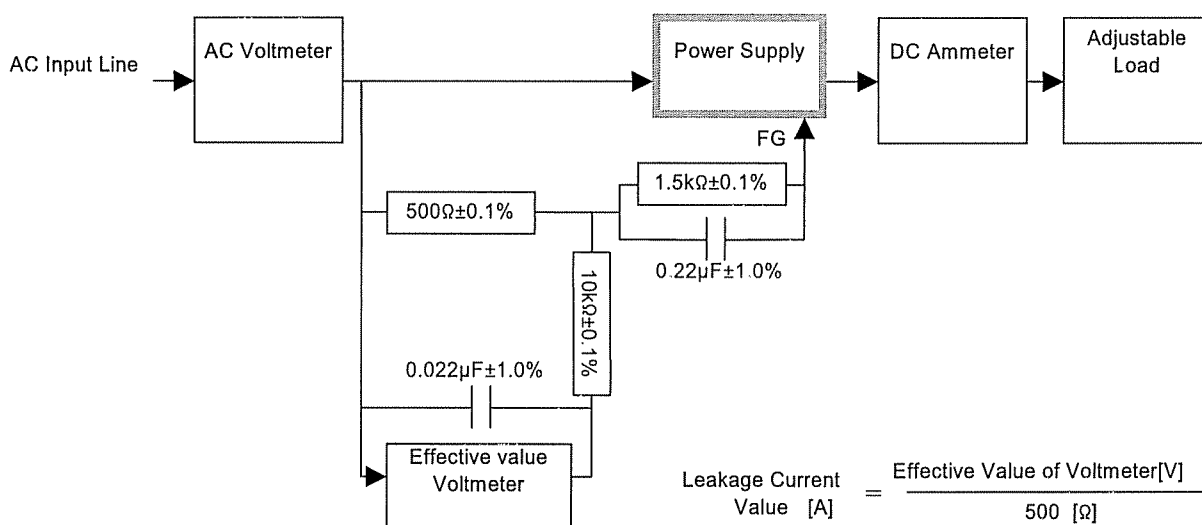 AC Input Line
AC Voltmeter
Power Supply
DC Ammeter
Adjustable
Load
FG
1.5kΩ±0.1%
500Ω±0.1%
0.22µF±1.0%
10kΩ±0.1%
0.022µF±1.0%
Effective value
Voltmeter
Leakage Current
Value [A]
=
Effective Value of Voltmeter[V]
500 [Ω]